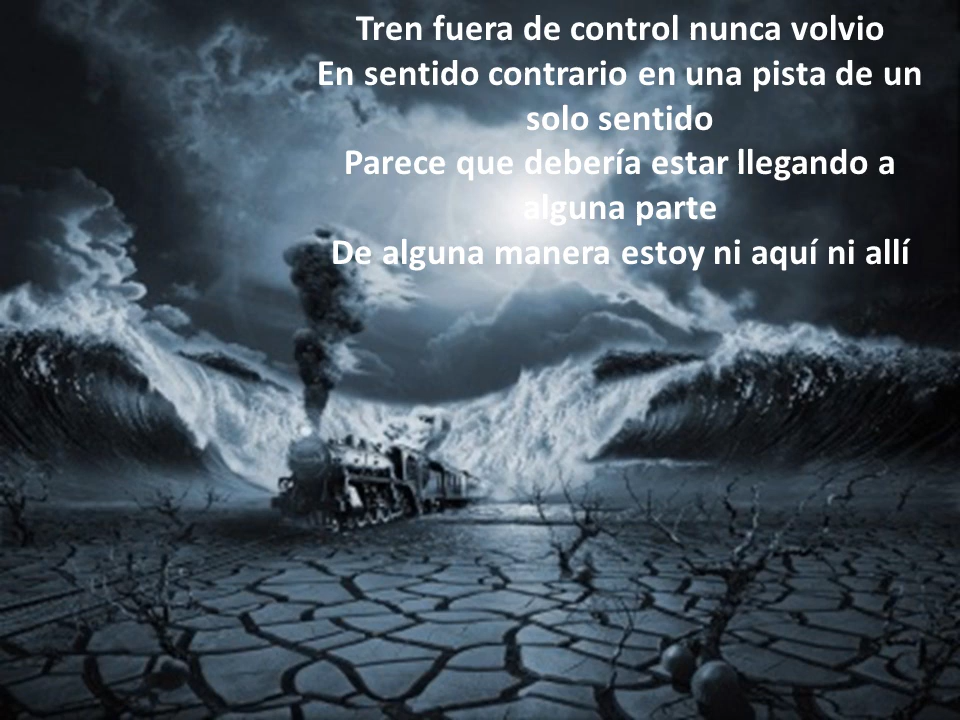 Tren fuera de control nunca volvio
En sentido contrario en una pista de un
solo sentido
Parece que debería estar llegando a
alguna parte
De alguna manera estoy ni aquí ni allí